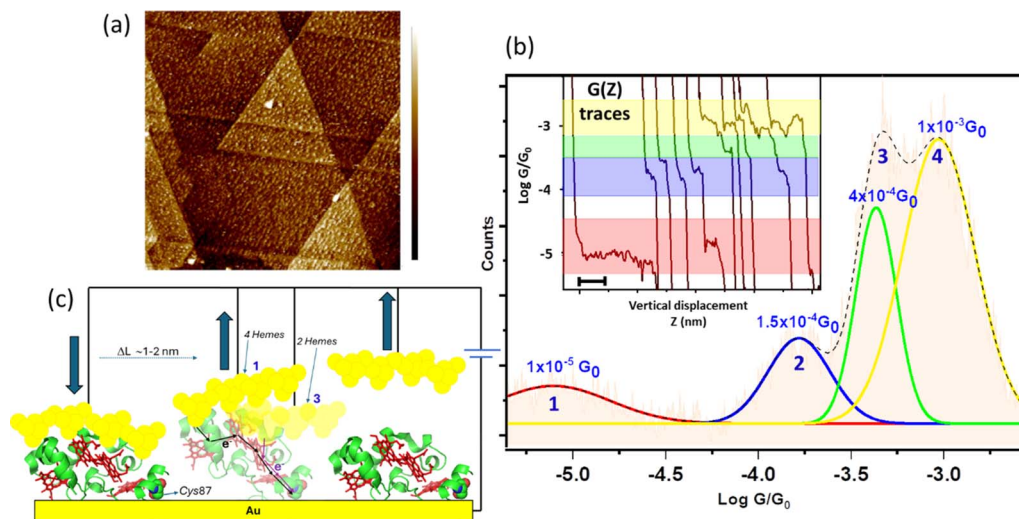 (a)
(b)
G(Z)
traces
-3
-4
-5
Log G/G₀
Vertical displacement
Z (nm)
Counts
1x10⁻⁵ G₀
1
1.5x10⁻⁴G₀
2
4x10⁻⁴G₀
3
1x10⁻³G₀
4
-5.0
-4.5
-4.0
-3.5
-3.0
Log G/G₀
(c)
ΔL ~1-2 nm
4 Hemes
1
2 Hemes
3
e⁻
e⁻
Cys87
Au